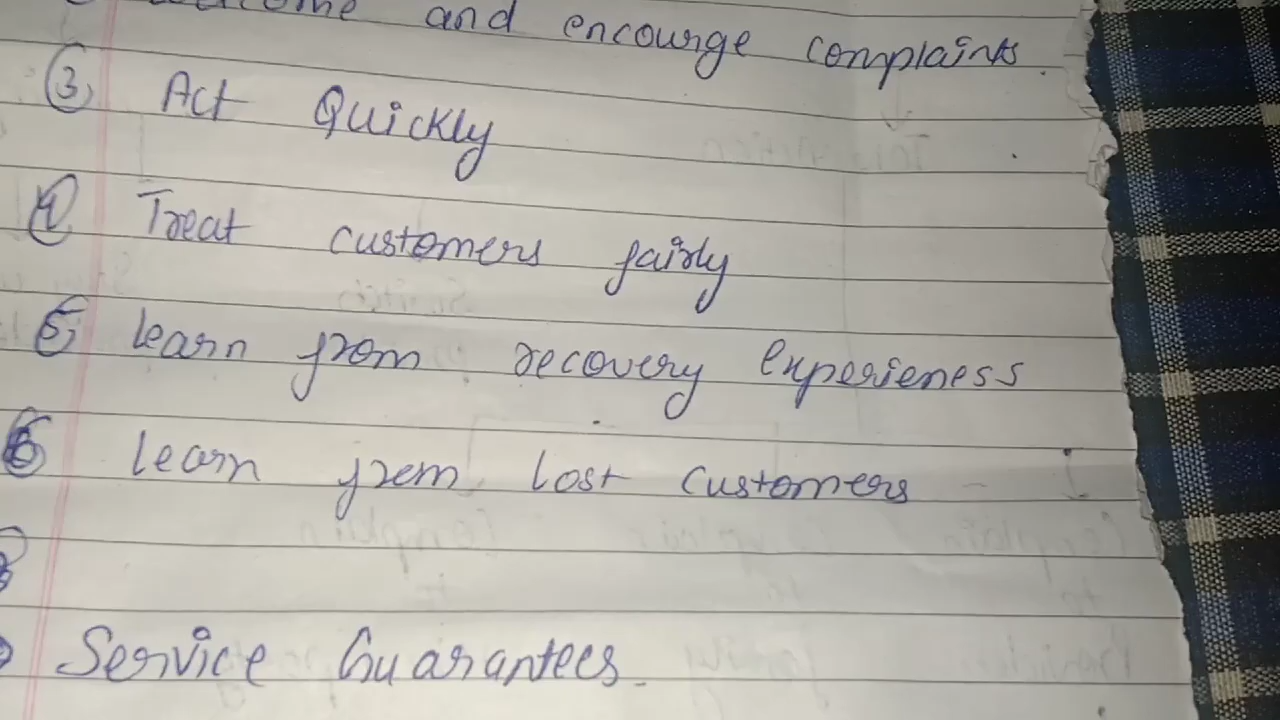 and encourge complaints.
③ Act Quickly
④ Treat customers fairly
⑤ learn from recovery experieness
⑥ learn from lost customers
Service Guarantees